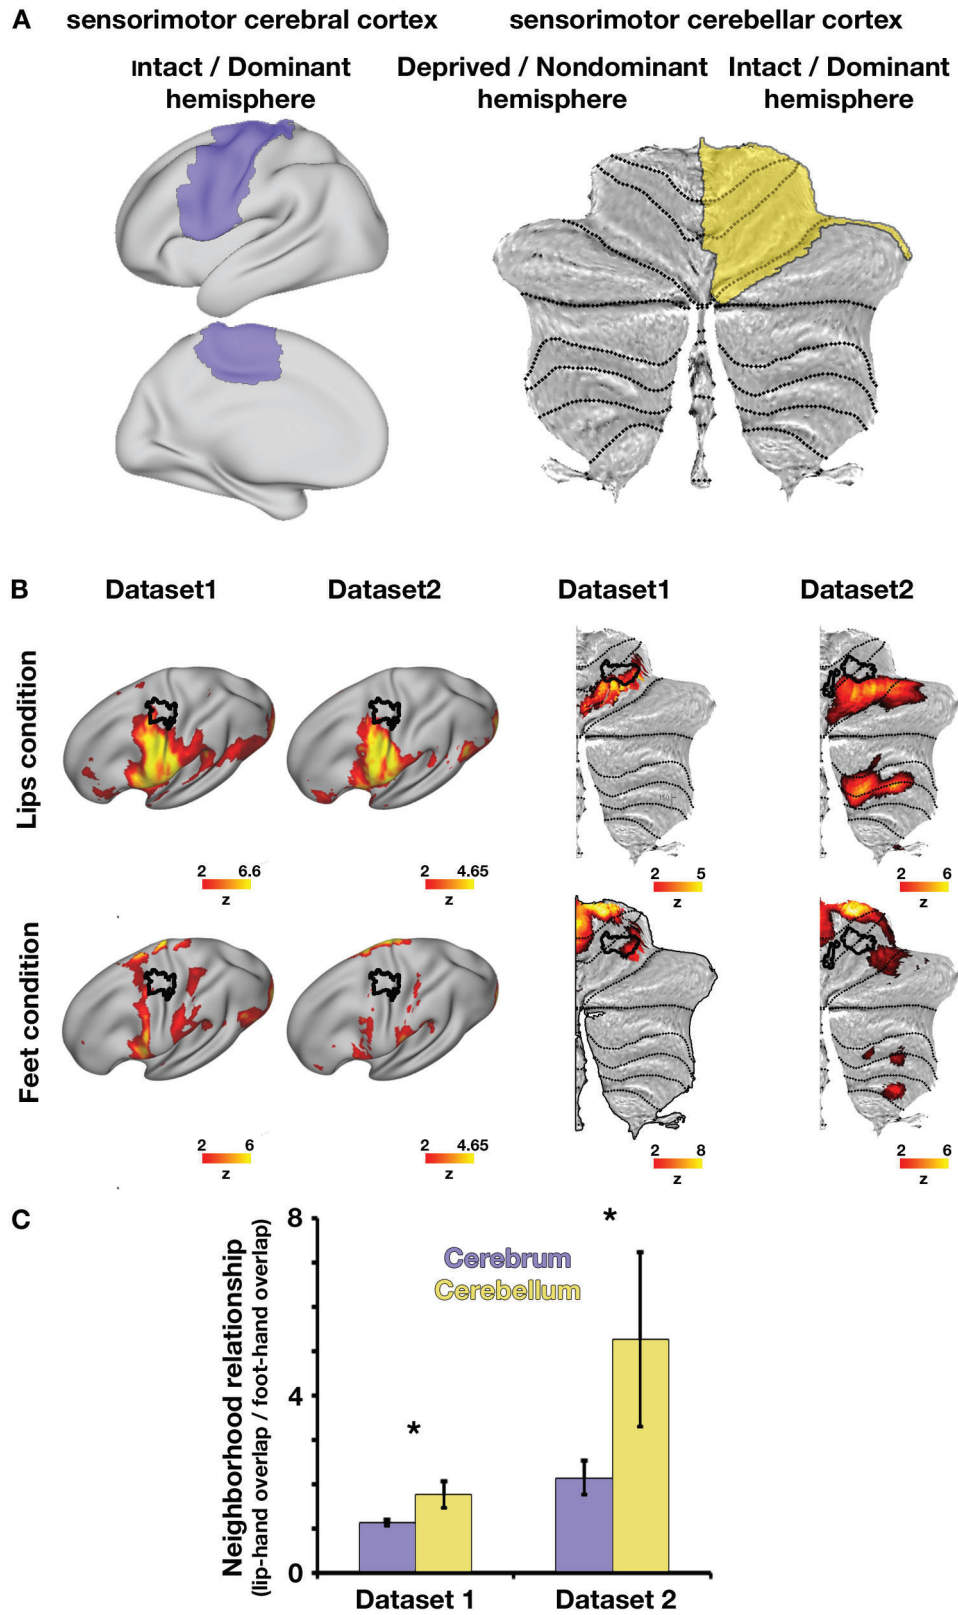 A sensorimotor cerebral cortex sensorimotor cerebellar cortex
Intact / Dominant Deprived / Nondominant Intact / Dominant
hemisphere hemisphere hemisphere
B Dataset1 Dataset2 Dataset1 Dataset2
Lips condition
2 6.6 2 4.65 2 5 2 6
z z z z
Feet condition
2 6 2 4.65 2 8 2 6
z z z z
C
Neighborhood relationship
(lip-hand overlap / foot-hand overlap)
8
*
Cerebrum
Cerebellum
4
*
0
Dataset 1 Dataset 2